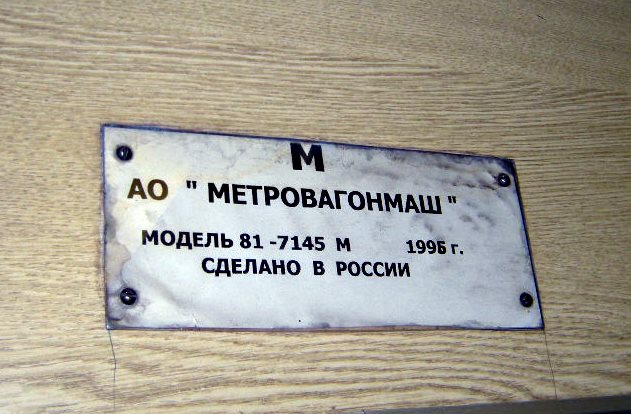 М
АО "МЕТРОВАГОНМАШ"
МОДЕЛЬ 81-7145 М 1995 г.
СДЕЛАНО В РОССИИ